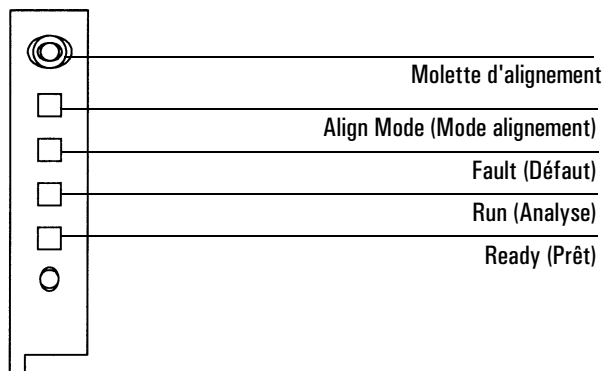 Molette d'alignement
Align Mode (Mode alignement)
Fault (Défaut)
Run (Analyse)
Ready (Prêt)